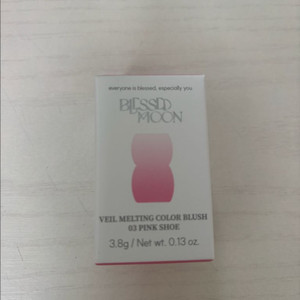 everyone is blessed, especially you
BLESSED
MOON
VEIL MELTING COLOR BLUSH
03 PINK SHOE
3.8g / Net wt. 0.13 oz.